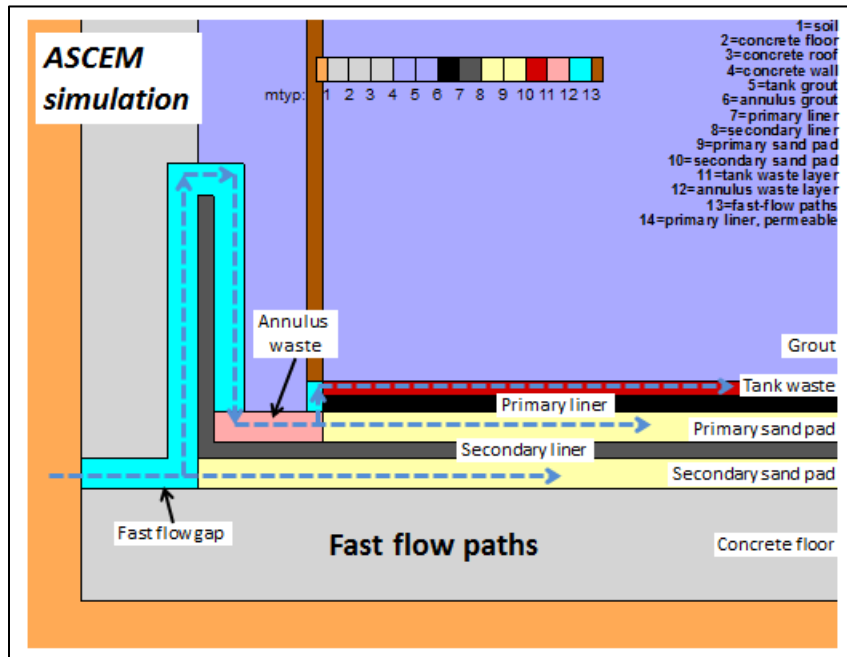 ASCEM
simulation
mtyp: 1 2 3 4 5 6 7 8 9 10 11 12 13
1=soil
2=concrete floor
3=concrete roof
4=concrete wall
5=tank grout
6=annulus grout
7=primary liner
8=secondary liner
9=primary sand pad
10=secondary sand pad
11=tank waste layer
12=annulus waste layer
13=fast-flow paths
14=primary liner, permeable
Annulus
waste
Grout
Tank waste
Primary liner
Primary sand pad
Secondary liner
Secondary sand pad
Fast flow gap
Fast flow paths
Concrete floor